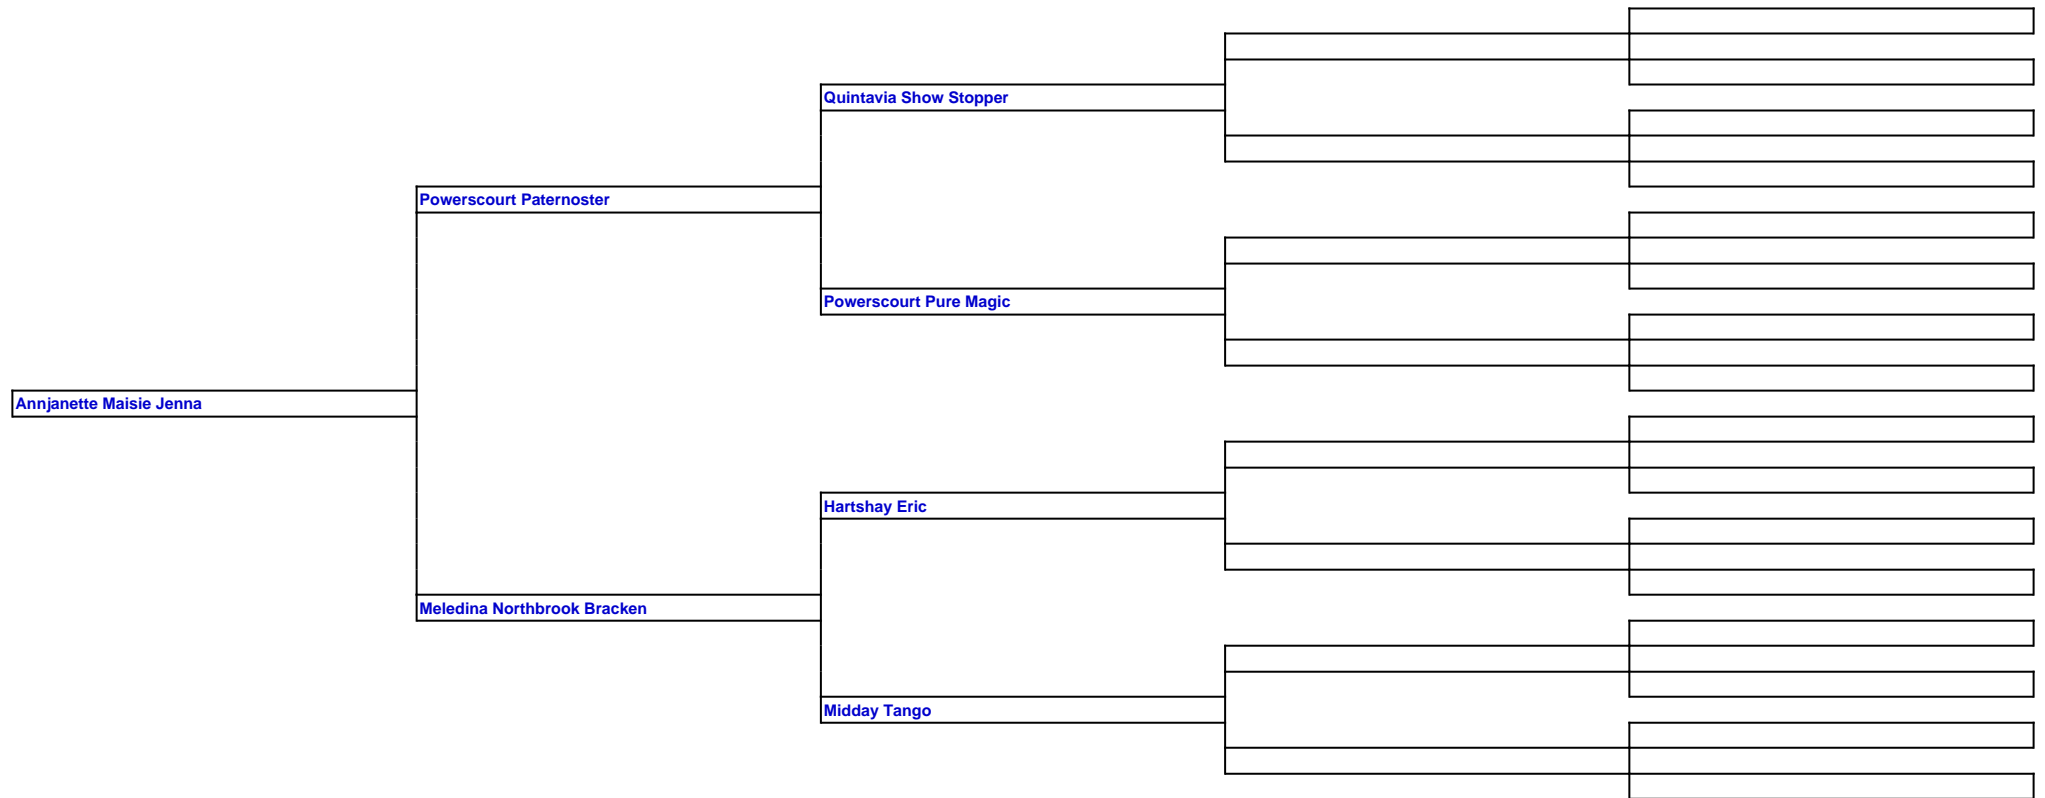 Quintavia Show Stopper
Powerscourt Paternoster
Powerscourt Pure Magic
Annjanette Maisie Jenna
Hartshay Eric
Meledina Northbrook Bracken
Midday Tango